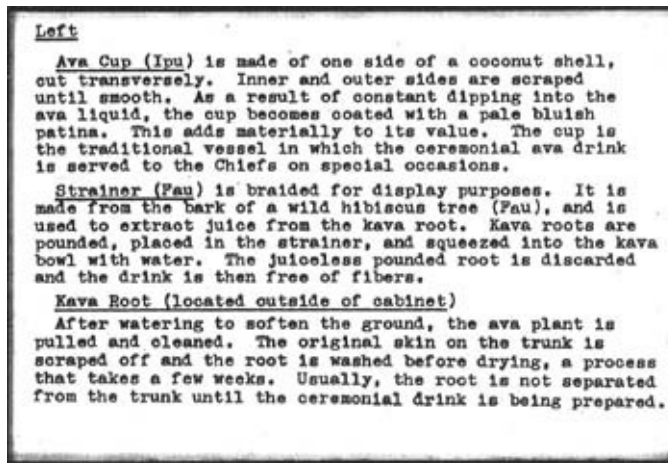 Left
Ava Cup (Ipu) is made of one side of a coconut shell,
cut transversely. Inner and outer sides are scraped
until smooth. As a result of constant dipping into the
ava liquid, the cup becomes coated with a pale bluish
patina. This adds materially to its value. The cup is
the traditional vessel in which the ceremonial ava drink
is served to the Chiefs on special occasions.
Strainer (Fau) is braided for display purposes. It is
made from the bark of a wild hibiscus tree (Fau), and is
used to extract juice from the kava root. Kava roots are
pounded, placed in the strainer, and squeezed into the kava
bowl with water. The juiceless pounded root is discarded
and the drink is then free of fibers.
Kava Root (located outside of cabinet)
After watering to soften the ground, the ava plant is
pulled and cleaned. The original skin on the trunk is
scraped off and the root is washed before drying, a process
that takes a few weeks. Usually, the root is not separated
from the trunk until the ceremonial drink is being prepared.